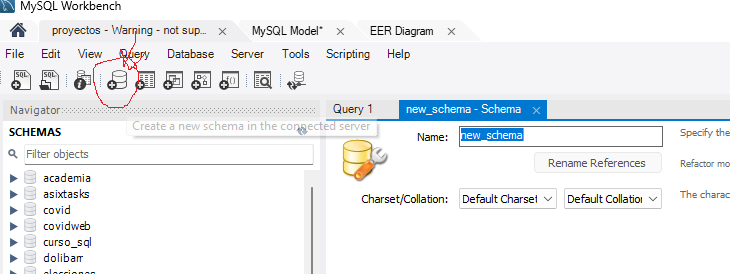 MySQL Workbench
proyectos - Warning - not sup... MySQL Model* EER Diagram
File Edit View Query Database Server Tools Scripting Help
Navigator
Query 1 new_schema - Schema
Create a new schema in the connected server
SCHEMAS
Name: new_schema Specify the
Filter objects
Rename References Refactor mo
academia
asixtasks
covid
Charset/Collation: Default Charset Default Collation The charac
covidweb
curso_sql
dolibarr